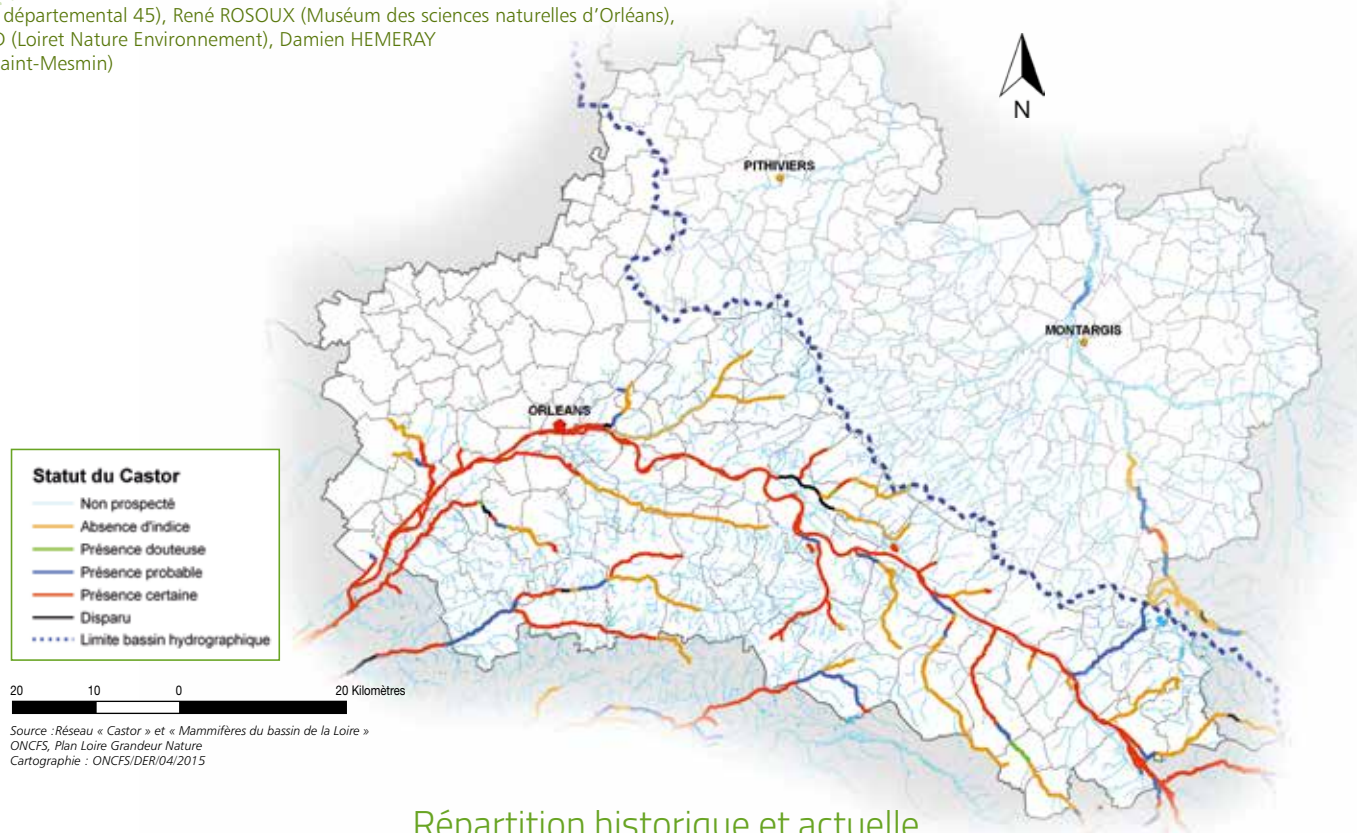 départemental 45), René ROSOUX (Muséum des sciences naturelles d'Orléans),
(Loiret Nature Environnement), Damien HEMERAY
aint-Mesmin)
N
PITHIVIERS
MONTARGIS
ORLEANS
Statut du Castor
Non prospecté
Absence d'indice
Présence douteuse
Présence probable
Présence certaine
Disparu
Limite bassin hydrographique
20 10 0 20 Kilomètres
Source :Réseau « Castor » et « Mammifères du bassin de la Loire »
ONCFS, Plan Loire Grandeur Nature
Cartographie : ONCFS/DER/04/2015
Répartition historique et actuelle